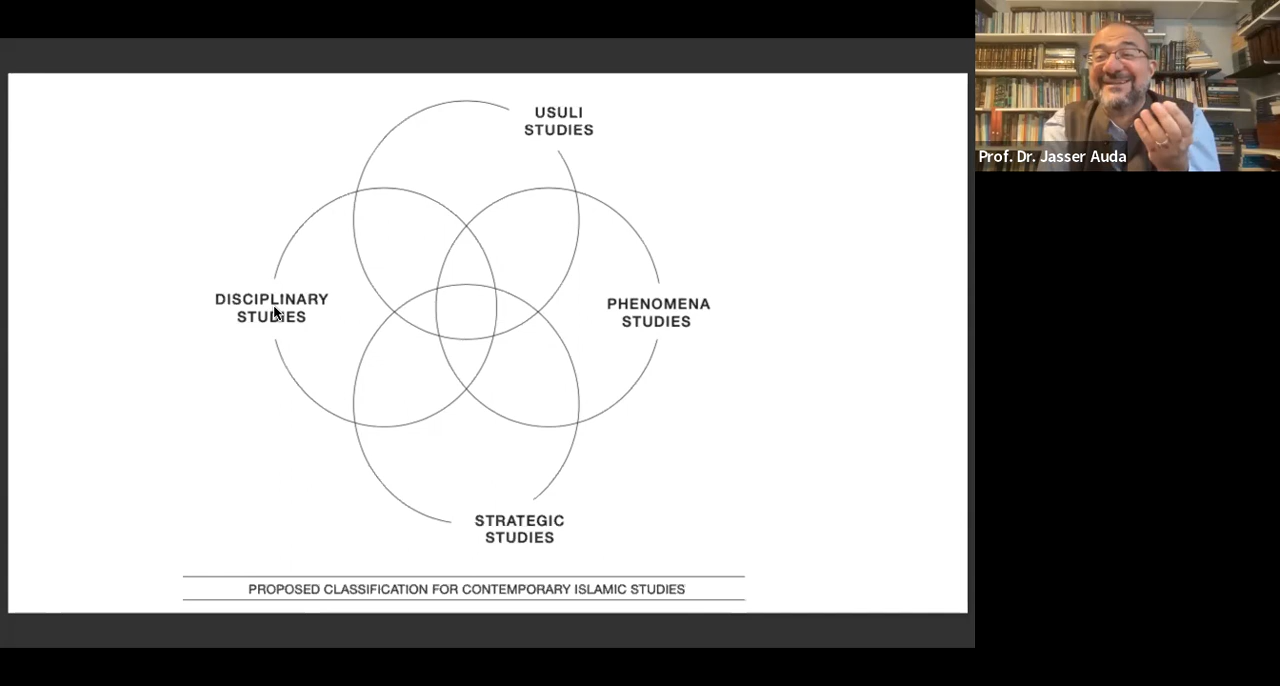 USULI
STUDIES
DISCIPLINARY
STUDIES
PHENOMENA
STUDIES
STRATEGIC
STUDIES
PROPOSED CLASSIFICATION FOR CONTEMPORARY ISLAMIC STUDIES
Prof. Dr. Jasser Auda